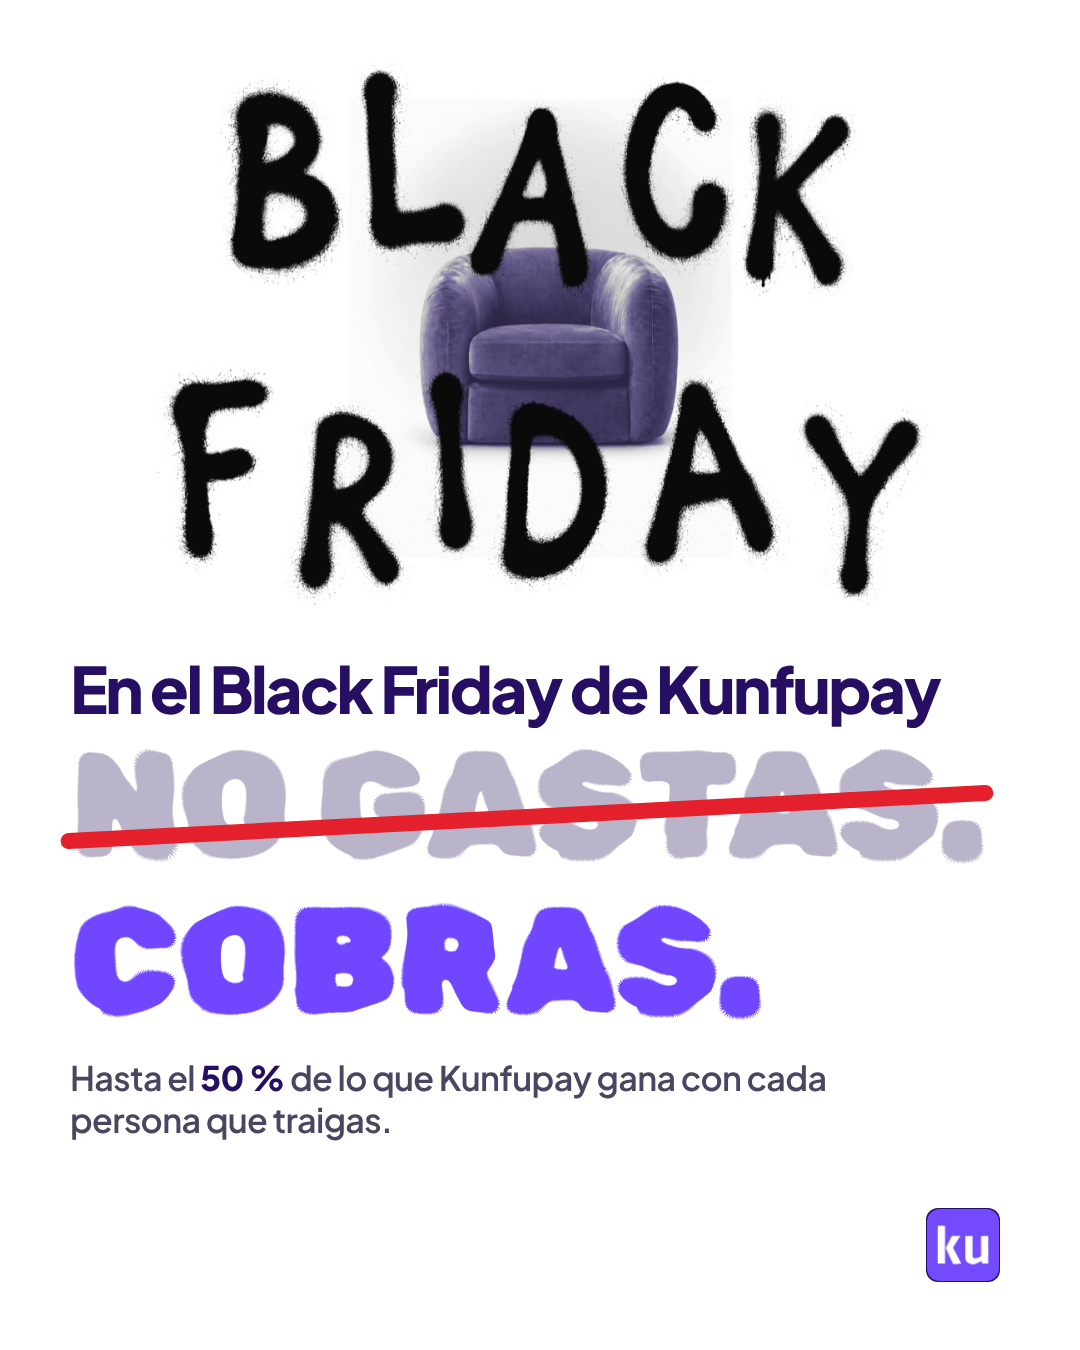 BLACK
FRIDAY
En el Black Friday de Kunfupay
NO GASTAS.
COBRAS.
Hasta el 50 % de lo que Kunfupay gana con cada
persona que traigas.
ku